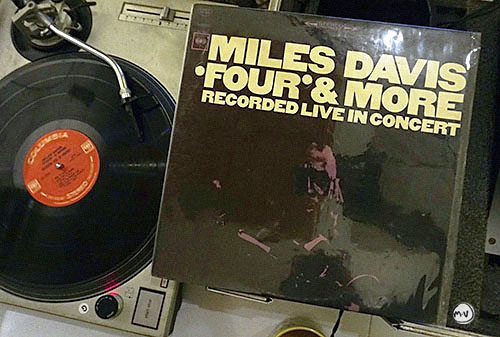 MILES DAVIS
'FOUR' & MORE
RECORDED LIVE IN CONCERT
COLUMBIA